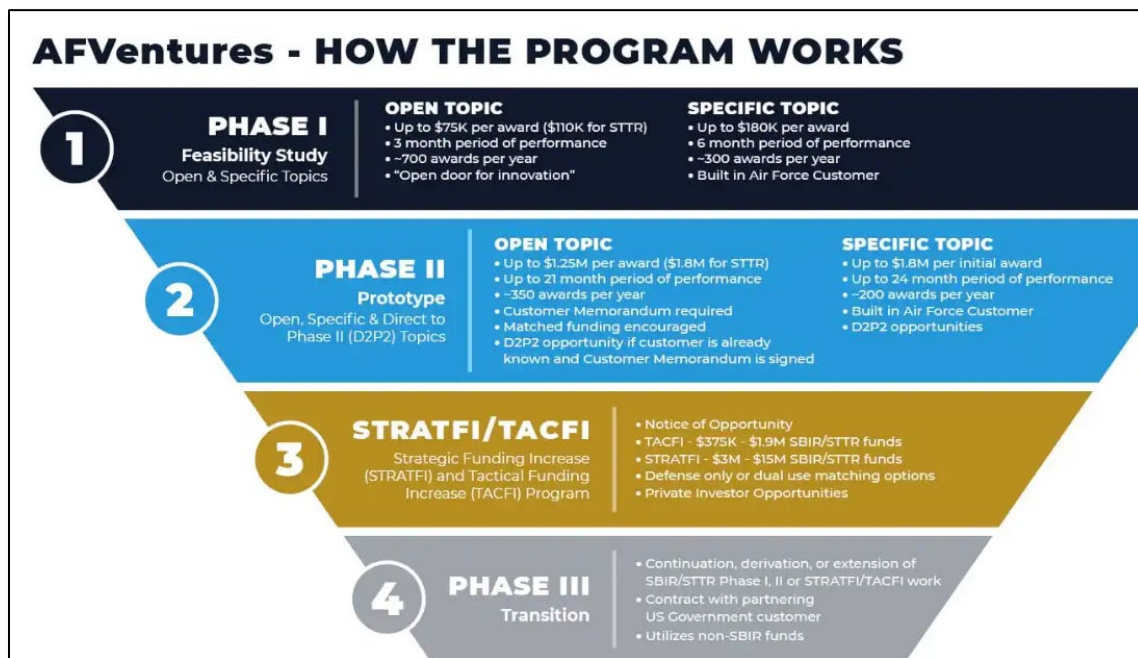 AFVentures - HOW THE PROGRAM WORKS
1
PHASE I
Feasibility Study
Open & Specific Topics
OPEN TOPIC
• Up to $75K per award ($110K for STTR)
• 3 month period of performance
• ~700 awards per year
• “Open door for innovation”
SPECIFIC TOPIC
• Up to $180K per award
• 6 month period of performance
• ~300 awards per year
• Built in Air Force Customer
2
PHASE II
Prototype
Open, Specific & Direct to
Phase II (D2P2) Topics
OPEN TOPIC
• Up to $1.25M per award ($1.8M for STTR)
• Up to 21 month period of performance
• ~350 awards per year
• Customer Memorandum required
• Matched funding encouraged
• D2P2 opportunity if customer is already
known and Customer Memorandum is signed
SPECIFIC TOPIC
• Up to $1.8M per initial award
• Up to 24 month period of performance
• ~200 awards per year
• Built in Air Force Customer
• D2P2 opportunities
3
STRATFI/TACFI
Strategic Funding Increase
(STRATFI) and Tactical Funding
Increase (TACFI) Program
• Notice of Opportunity
• TACFI - $375K - $1.9M SBIR/STTR funds
• STRATFI - $3M - $15M SBIR/STTR funds
• Defense only or dual use matching options
• Private Investor Opportunities
4
PHASE III
Transition
• Continuation, derivation, or extension of
SBIR/STTR Phase I, II or STRATFI/TACFI work
• Contract with partnering
US Government customer
• Utilizes non-SBIR funds